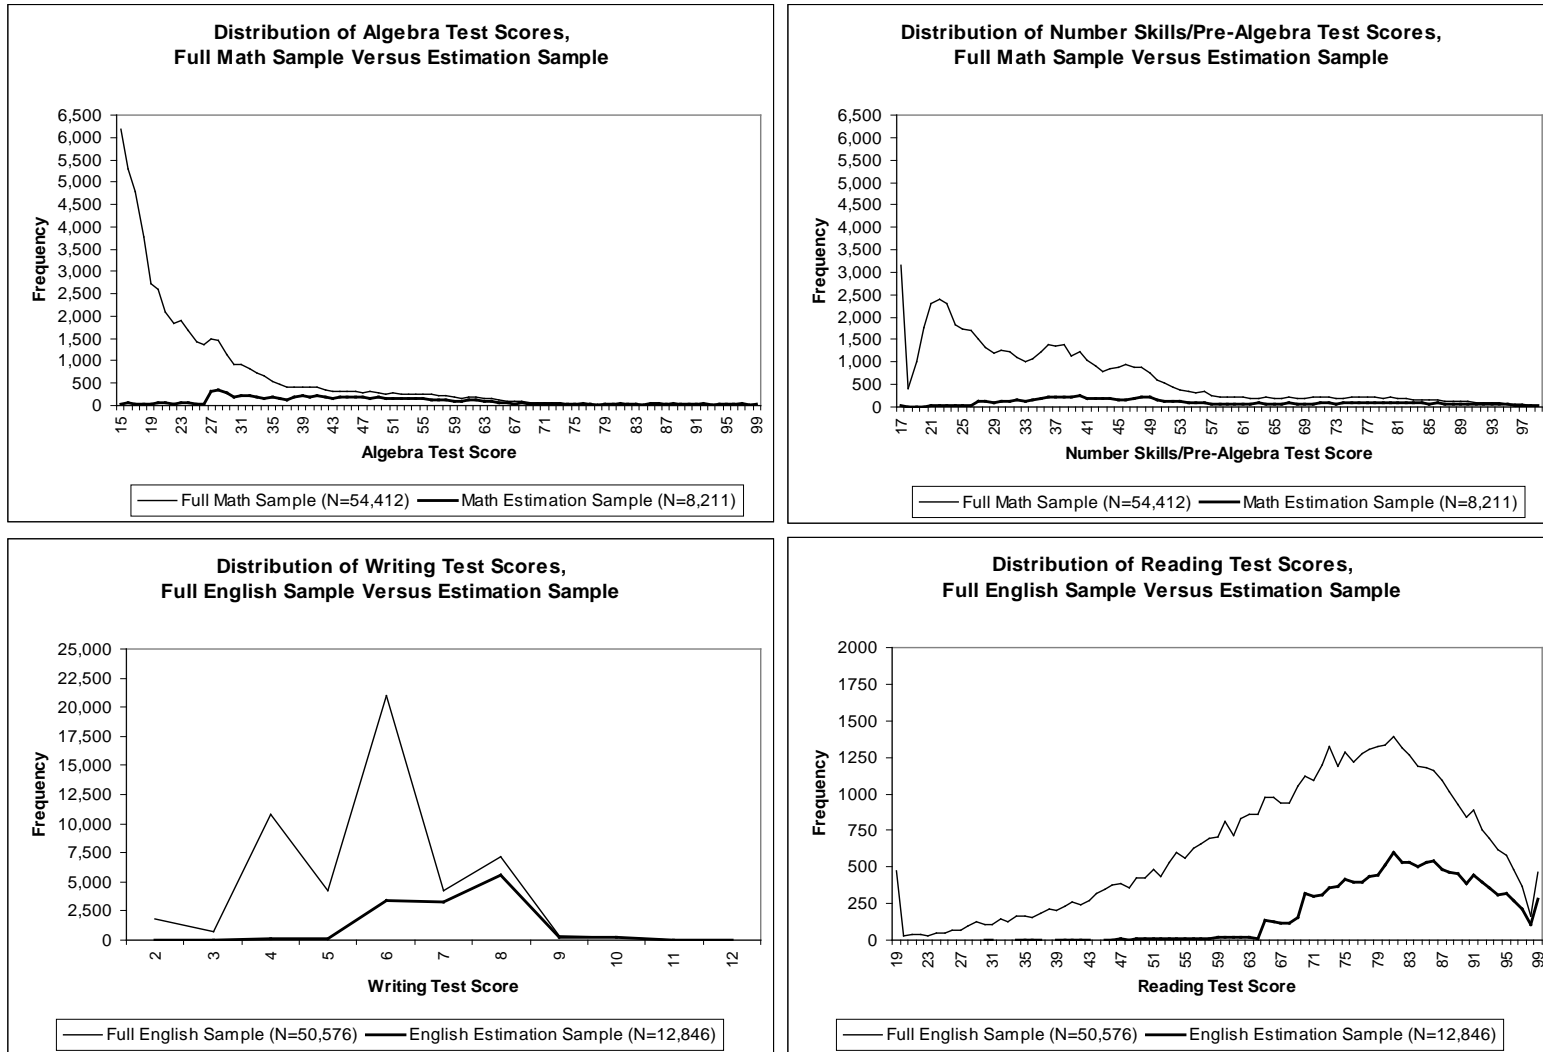 Distribution of Algebra Test Scores,
Full Math Sample Versus Estimation Sample
6,500
6,000
5,500
5,000
4,500
4,000
3,500
3,000
2,500
2,000
1,500
1,000
500
0
Frequency
15 19 23 27 31 35 39 43 47 51 55 59 63 67 71 75 79 83 87 91 95 99
Algebra Test Score
Full Math Sample (N=54,412) Math Estimation Sample (N=8,211)
Distribution of Number Skills/Pre-Algebra Test Scores,
Full Math Sample Versus Estimation Sample
6,500
6,000
5,500
5,000
4,500
4,000
3,500
3,000
2,500
2,000
1,500
1,000
500
0
Frequency
17 21 25 29 33 37 41 45 49 53 57 61 65 69 73 77 81 85 89 93 97
Number Skills/Pre-Algebra Test Score
Full Math Sample (N=54,412) Math Estimation Sample (N=8,211)
Distribution of Writing Test Scores,
Full English Sample Versus Estimation Sample
25,000
22,500
20,000
17,500
15,000
12,500
10,000
7,500
5,000
2,500
0
Frequency
2 3 4 5 6 7 8 9 10 11 12
Writing Test Score
Full English Sample (N=50,576) English Estimation Sample (N=12,846)
Distribution of Reading Test Scores,
Full English Sample Versus Estimation Sample
2000
1750
1500
1250
1000
750
500
250
0
Frequency
19 23 27 31 35 39 43 47 51 55 59 63 67 71 75 79 83 87 91 95 99
Reading Test Score
Full English Sample (N=50,576) English Estimation Sample (N=12,846)